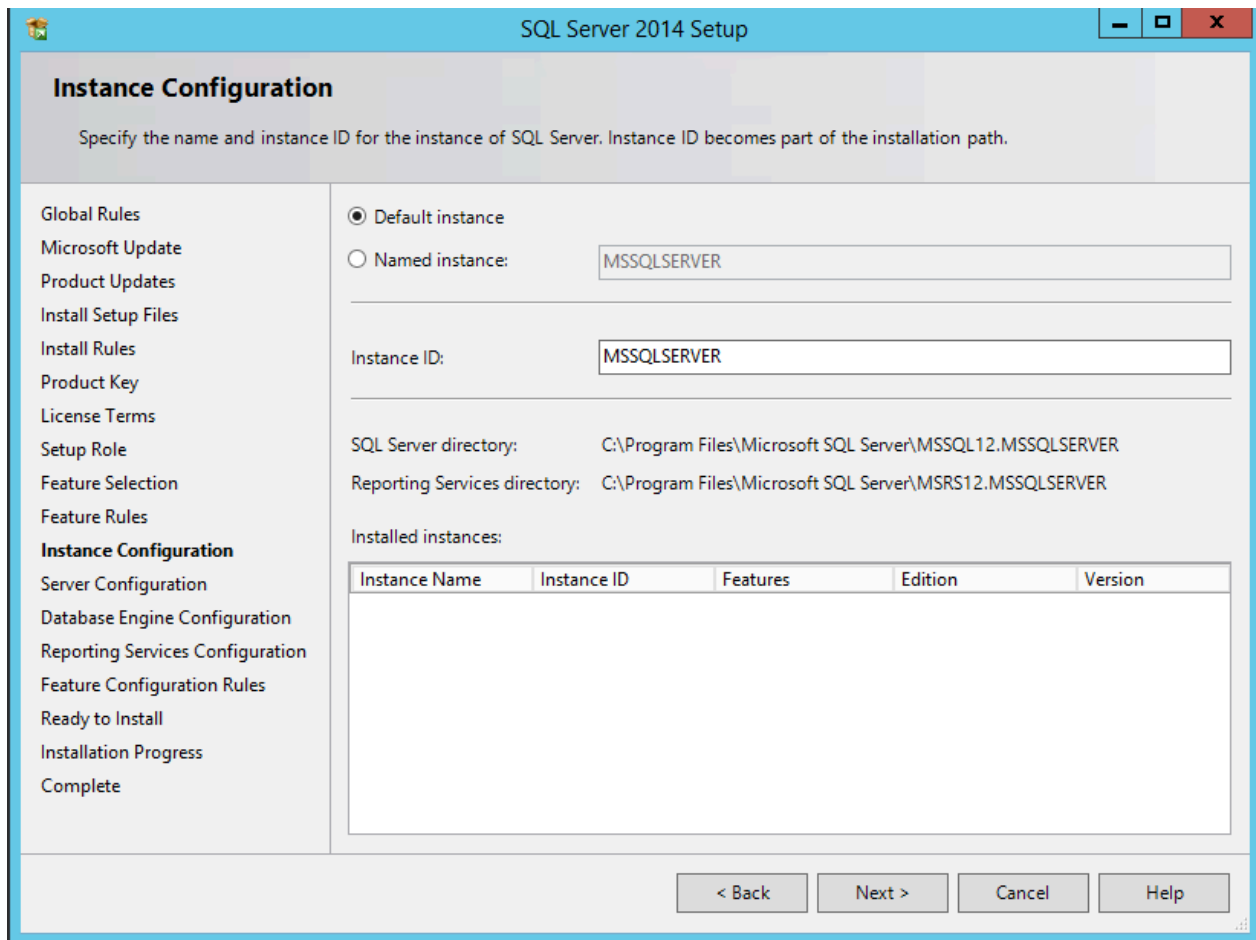 SQL Server 2014 Setup
Instance Configuration
Specify the name and instance ID for the instance of SQL Server. Instance ID becomes part of the installation path.
Global Rules
Microsoft Update
Product Updates
Install Setup Files
Install Rules
Product Key
License Terms
Setup Role
Feature Selection
Feature Rules
Instance Configuration
Server Configuration
Database Engine Configuration
Reporting Services Configuration
Feature Configuration Rules
Ready to Install
Installation Progress
Complete
Default instance
Named instance: MSSQLSERVER
Instance ID: MSSQLSERVER
SQL Server directory: C:\Program Files\Microsoft SQL Server\MSSQL12.MSSQLSERVER
Reporting Services directory: C:\Program Files\Microsoft SQL Server\MSRS12.MSSQLSERVER
Installed instances:
Instance Name Instance ID Features Edition Version
< Back Next > Cancel Help